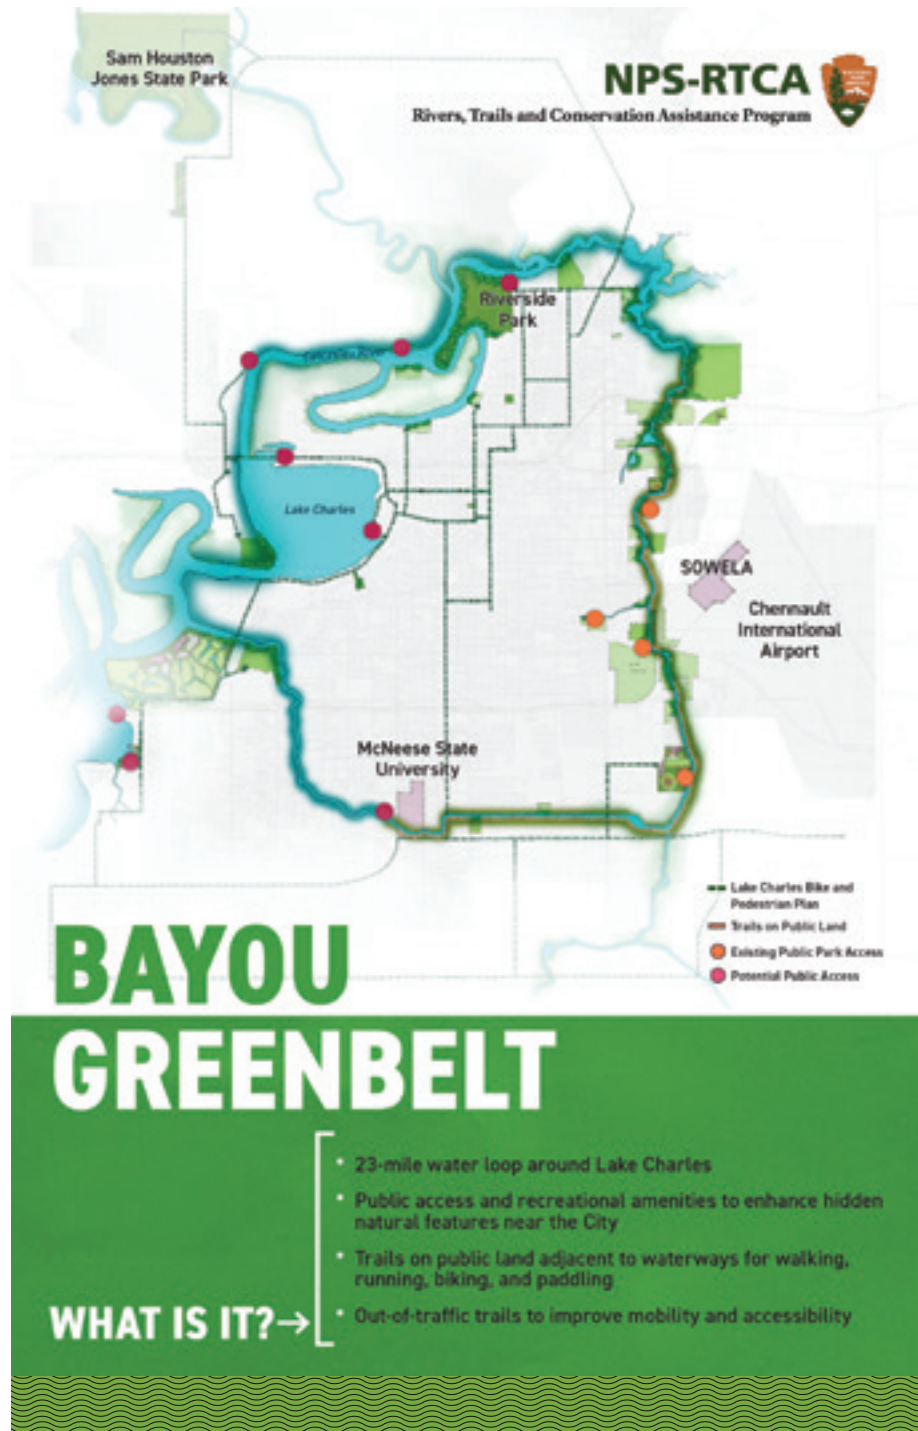 Sam Houston
Jones State Park
NPS-RTCA
Rivers, Trails and Conservation Assistance Program
Riverside
Park
River
Lake Charles
SOWELA
Chennault
International
Airport
McNeese State
University
Lake Charles Bike and
Pedestrian Plan
Trails on Public Land
Existing Public Park Access
Potential Public Access
BAYOU
GREENBELT
WHAT IS IT?→
• 23-mile water loop around Lake Charles
• Public access and recreational amenities to enhance hidden
natural features near the City
• Trails on public land adjacent to waterways for walking,
running, biking, and paddling
• Out-of-traffic trails to improve mobility and accessibility